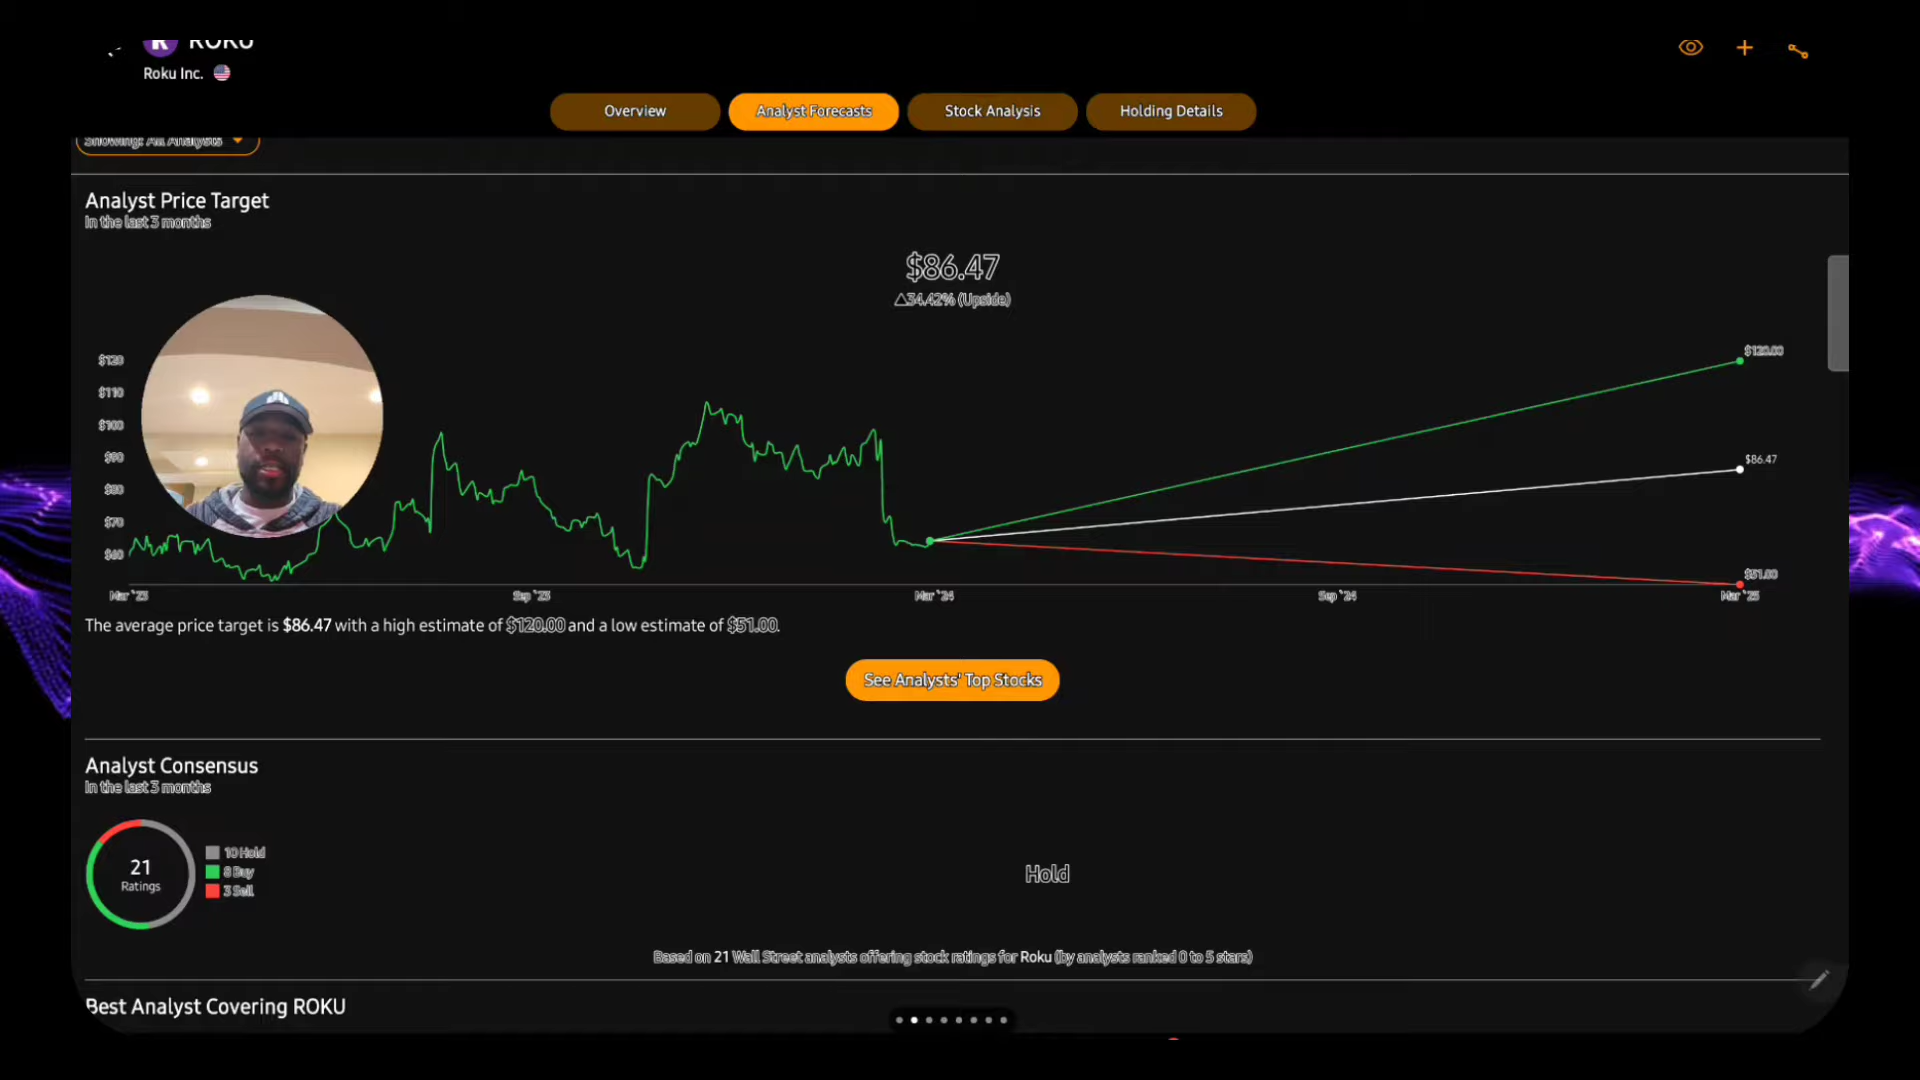 ROKU
Roku Inc.
Overview
Analyst Forecasts
Stock Analysis
Holding Details
Showing: All Analysts
Analyst Price Target
In the last 3 months
$86.47
△34.42% (Upside)
$120
$110
$100
$90
$80
$70
$60
$120.00
$86.47
$51.00
Mar '23
Sep '23
Mar '24
Sep '24
Mar '25
The average price target is $86.47 with a high estimate of $120.00 and a low estimate of $51.00.
See Analysts' Top Stocks
Analyst Consensus
In the last 3 months
21
Ratings
10 Hold
8 Buy
3 Sell
Hold
Based on 21 Wall Street analysts offering stock ratings for Roku (by analysts ranked 0 to 5 stars)
Best Analyst Covering ROKU